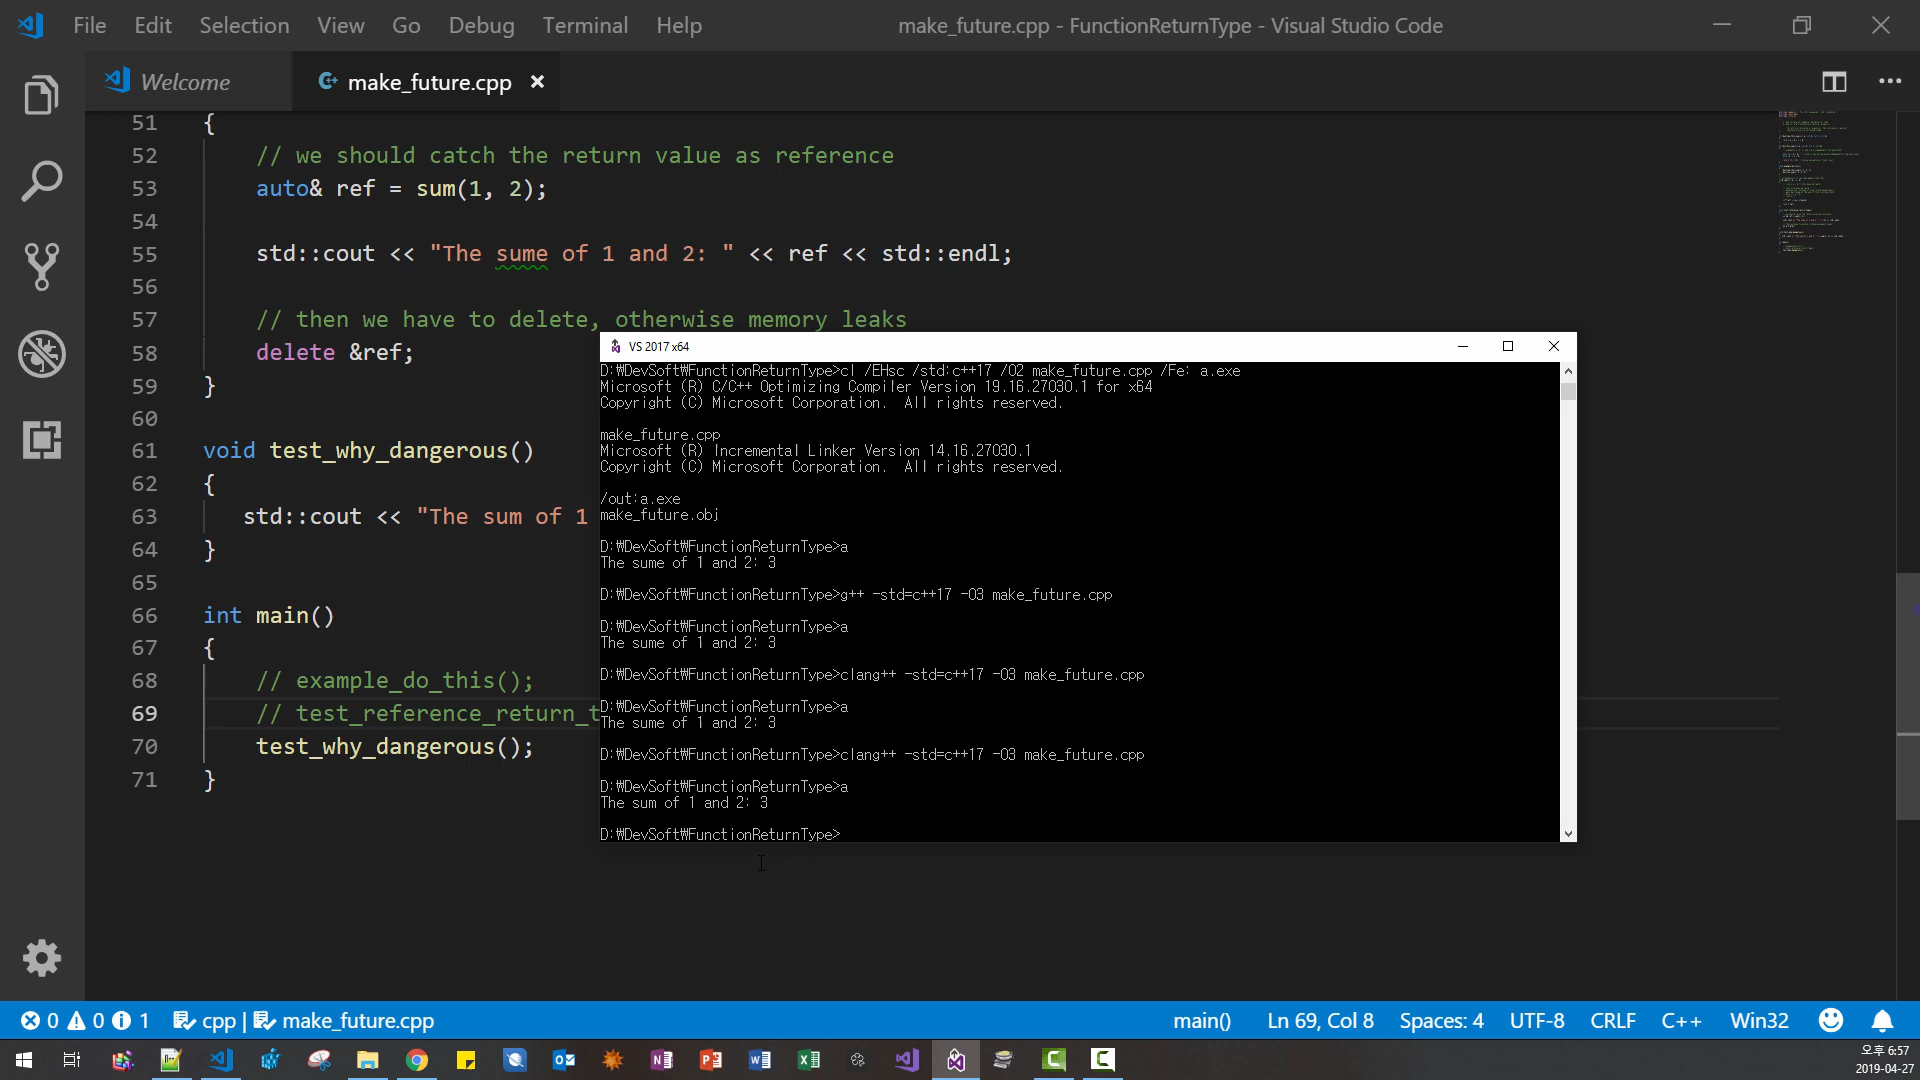 File Edit Selection View Go Debug Terminal Help
make_future.cpp - FunctionReturnType - Visual Studio Code
Welcome
make_future.cpp
51 {
52 // we should catch the return value as reference
53 auto& ref = sum(1, 2);
54
55 std::cout << "The sume of 1 and 2: " << ref << std::endl;
56
57 // then we have to delete, otherwise memory leaks
58 delete &ref;
59 }
60
61 void test_why_dangerous()
62 {
63 std::cout << "The sum of 1
64 }
65
66 int main()
67 {
68 // example_do_this();
69 // test_reference_return_t
70 test_why_dangerous();
71 }
VS 2017 x64
D:₩DevSoft₩FunctionReturnType>cl /EHsc /std:c++17 /O2 make_future.cpp /Fe: a.exe
Microsoft (R) C/C++ Optimizing Compiler Version 19.16.27030.1 for x64
Copyright (C) Microsoft Corporation.  All rights reserved.
make_future.cpp
Microsoft (R) Incremental Linker Version 14.16.27030.1
Copyright (C) Microsoft Corporation.  All rights reserved.
/out:a.exe
make_future.obj
D:₩DevSoft₩FunctionReturnType>a
The sume of 1 and 2: 3
D:₩DevSoft₩FunctionReturnType>g++ -std=c++17 -O3 make_future.cpp
D:₩DevSoft₩FunctionReturnType>a
The sume of 1 and 2: 3
D:₩DevSoft₩FunctionReturnType>clang++ -std=c++17 -O3 make_future.cpp
D:₩DevSoft₩FunctionReturnType>a
The sume of 1 and 2: 3
D:₩DevSoft₩FunctionReturnType>clang++ -std=c++17 -O3 make_future.cpp
D:₩DevSoft₩FunctionReturnType>a
The sum of 1 and 2: 3
D:₩DevSoft₩FunctionReturnType>
0 0 1 cpp | make_future.cpp
main() Ln 69, Col 8 Spaces: 4 UTF-8 CRLF C++ Win32
오후 6:57
2019-04-27